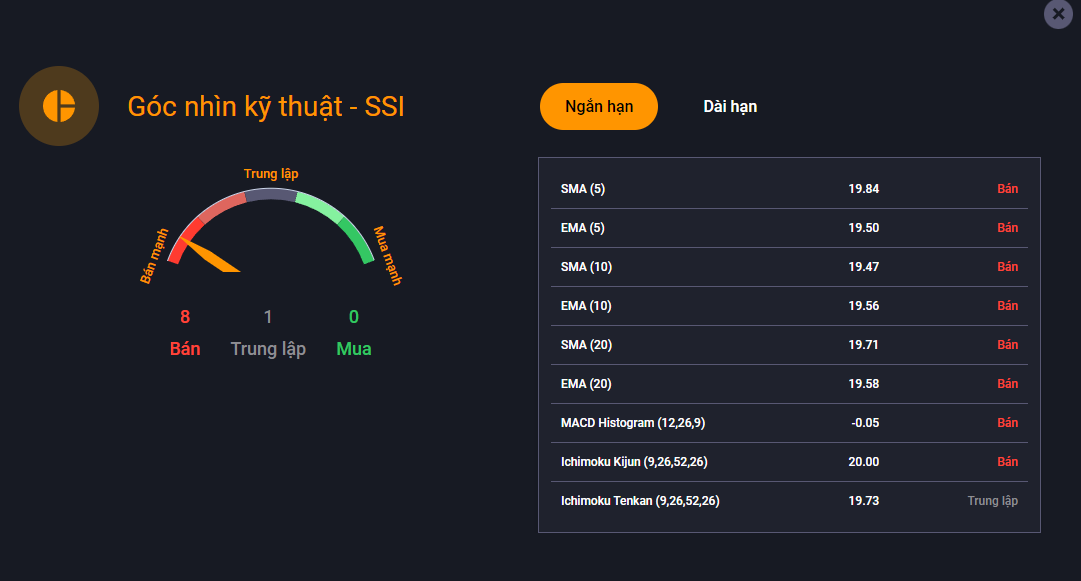 Góc nhìn kỹ thuật - SSI
Trung lập
Bán mạnh
Mua mạnh
8 1 0
Bán Trung lập Mua
Ngắn hạn Dài hạn
SMA (5) 19.84 Bán
EMA (5) 19.50 Bán
SMA (10) 19.47 Bán
EMA (10) 19.56 Bán
SMA (20) 19.71 Bán
EMA (20) 19.58 Bán
MACD Histogram (12,26,9) -0.05 Bán
Ichimoku Kijun (9,26,52,26) 20.00 Bán
Ichimoku Tenkan (9,26,52,26) 19.73 Trung lập